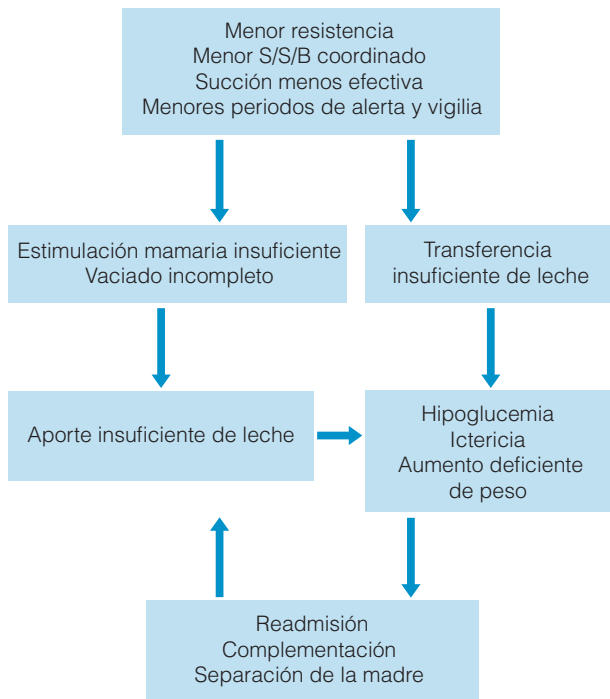 Menor resistencia
Menor S/S/B coordinado
Succión menos efectiva
Menores periodos de alerta y vigilia
Estimulación mamaria insuficiente
Vaciado incompleto
Transferencia
insuficiente de leche
Aporte insuficiente de leche
Hipoglucemia
Ictericia
Aumento deficiente
de peso
Readmisión
Complementación
Separación de la madre